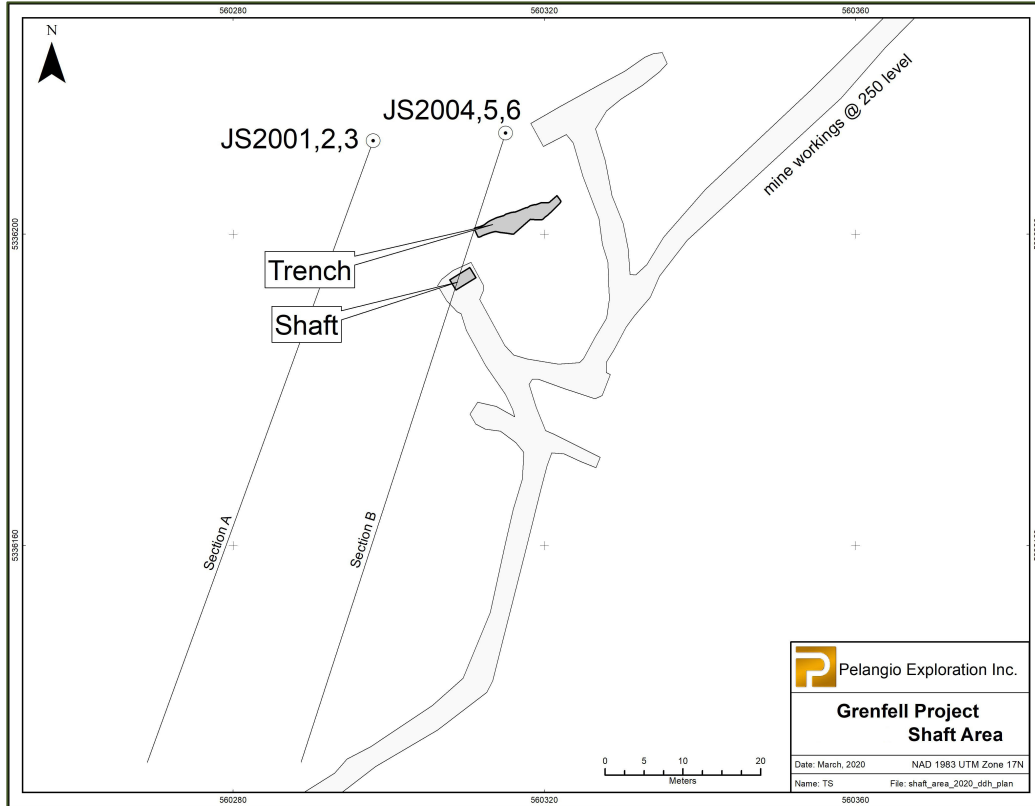 560280 560320 560360
N
JS2004,5,6
JS2001,2,3
mine workings @ 250 level
5336200
Trench
Shaft
Section A
Section B
5336160
Pelangio Exploration Inc.
Grenfell Project
Shaft Area
Date: March, 2020 NAD 1983 UTM Zone 17N
Name: TS File: shaft_area_2020_ddh_plan
0 5 10 20
Meters
560280 560320 560360